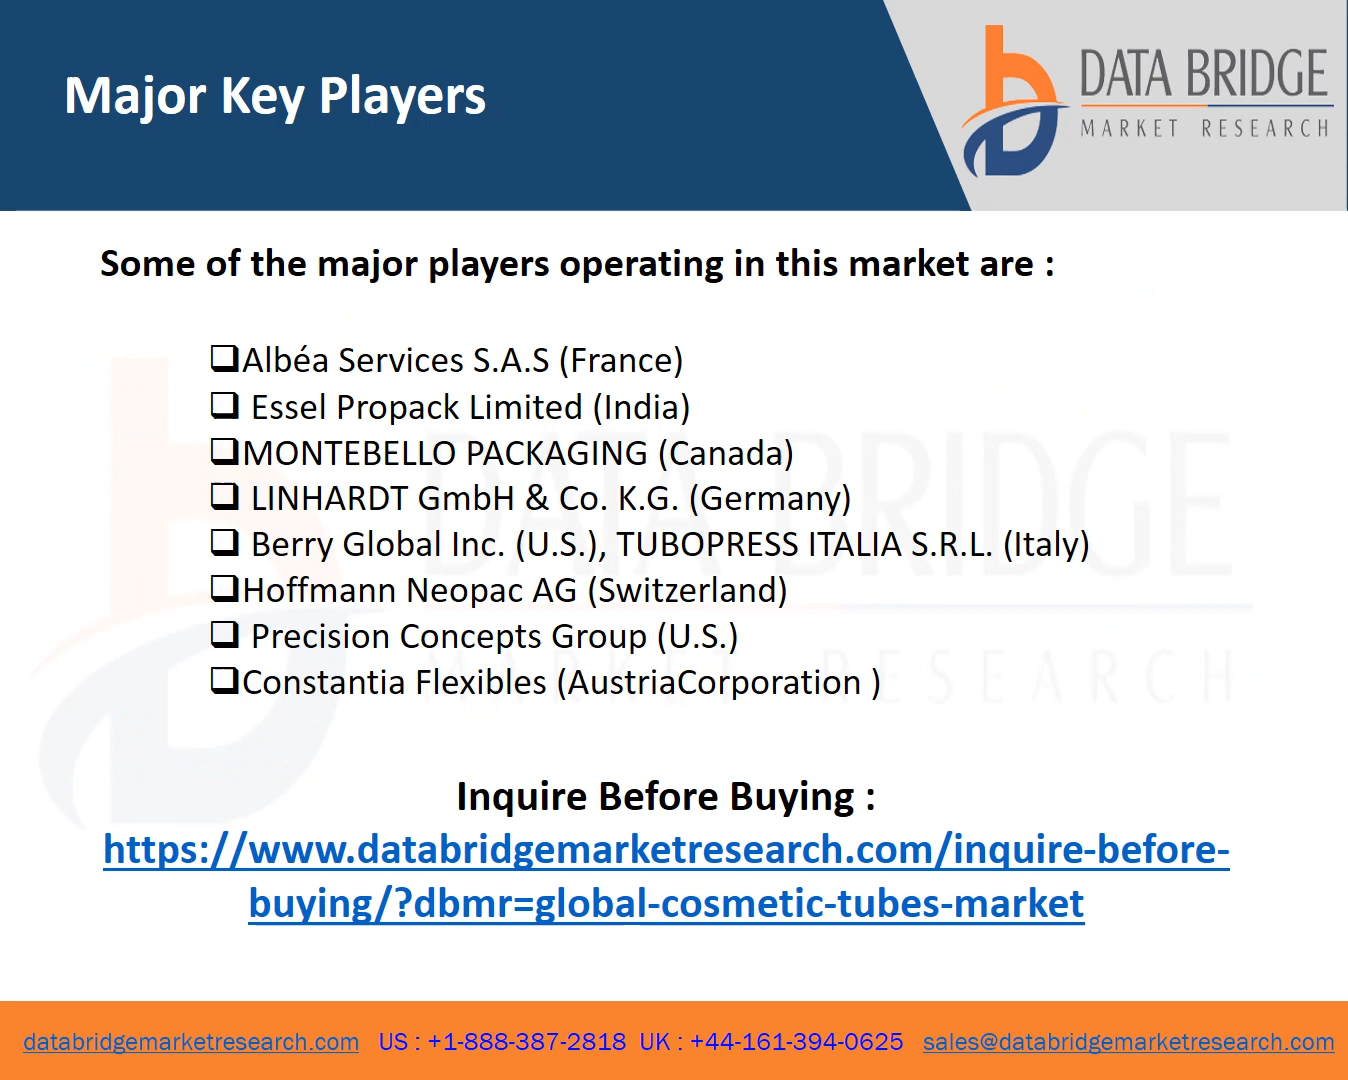 Major Key Players
DATA BRIDGE
MARKET RESEARCH
Some of the major players operating in this market are :
❑Albéa Services S.A.S (France)
❑ Essel Propack Limited (India)
❑MONTEBELLO PACKAGING (Canada)
❑ LINHARDT GmbH & Co. K.G. (Germany)
❑ Berry Global Inc. (U.S.), TUBOPRESS ITALIA S.R.L. (Italy)
❑Hoffmann Neopac AG (Switzerland)
❑ Precision Concepts Group (U.S.)
❑Constantia Flexibles (AustriaCorporation )
DATA BRIDGE
MARKET RESEARCH
Inquire Before Buying :
https://www.databridgemarketresearch.com/inquire-before-
buying/?dbmr=global-cosmetic-tubes-market
databridgemarketresearch.com US : +1-888-387-2818 UK : +44-161-394-0625 sales@databridgemarketresearch.com